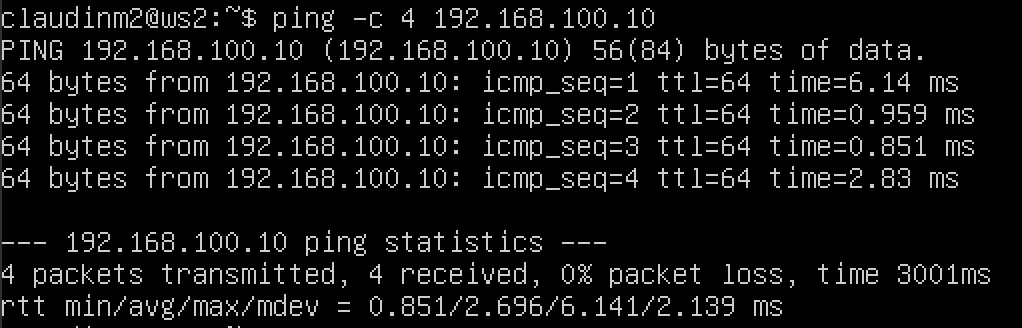 claudinm2@ws2:~$ ping -c 4 192.168.100.10
PING 192.168.100.10 (192.168.100.10) 56(84) bytes of data.
64 bytes from 192.168.100.10: icmp_seq=1 ttl=64 time=6.14 ms
64 bytes from 192.168.100.10: icmp_seq=2 ttl=64 time=0.959 ms
64 bytes from 192.168.100.10: icmp_seq=3 ttl=64 time=0.851 ms
64 bytes from 192.168.100.10: icmp_seq=4 ttl=64 time=2.83 ms
--- 192.168.100.10 ping statistics ---
4 packets transmitted, 4 received, 0% packet loss, time 3001ms
rtt min/avg/max/mdev = 0.851/2.696/6.141/2.139 ms